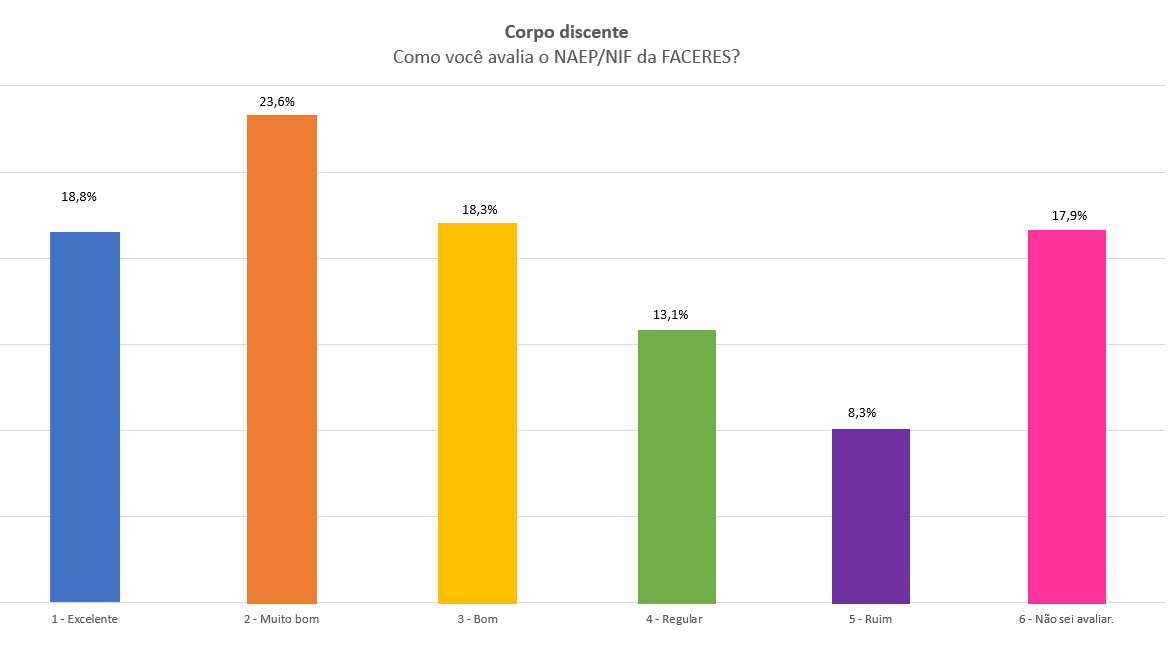 Corpo discente
Como você avalia o NAEP/NIF da FACERES?
18,8%
23,6%
18,3%
13,1%
8,3%
17,9%
1 - Excelente
2 - Muito bom
3 - Bom
4 - Regular
5 - Ruim
6 - Não sei avaliar.